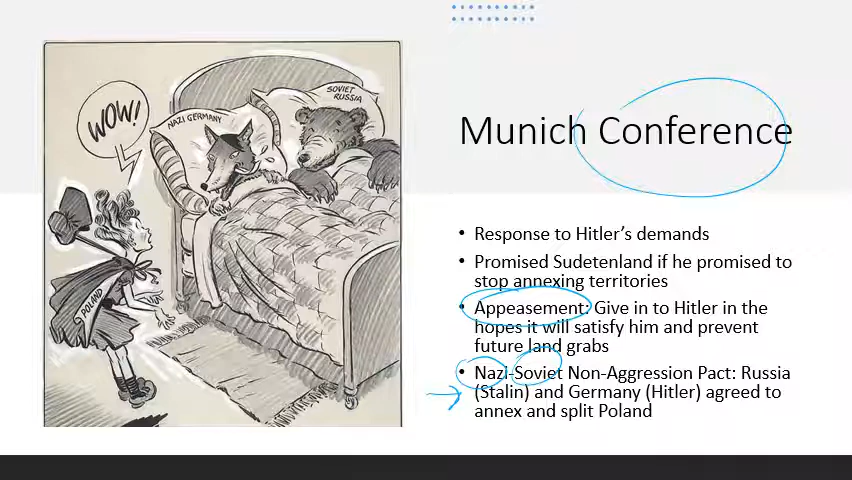 WOW!
NAZI GERMANY
SOVIET
RUSSIA
POLAND
Munich Conference
• Response to Hitler’s demands
• Promised Sudetenland if he promised to
stop annexing territories
• Appeasement: Give in to Hitler in the
hopes it will satisfy him and prevent
future land grabs
• Nazi-Soviet Non-Aggression Pact: Russia
(Stalin) and Germany (Hitler) agreed to
annex and split Poland